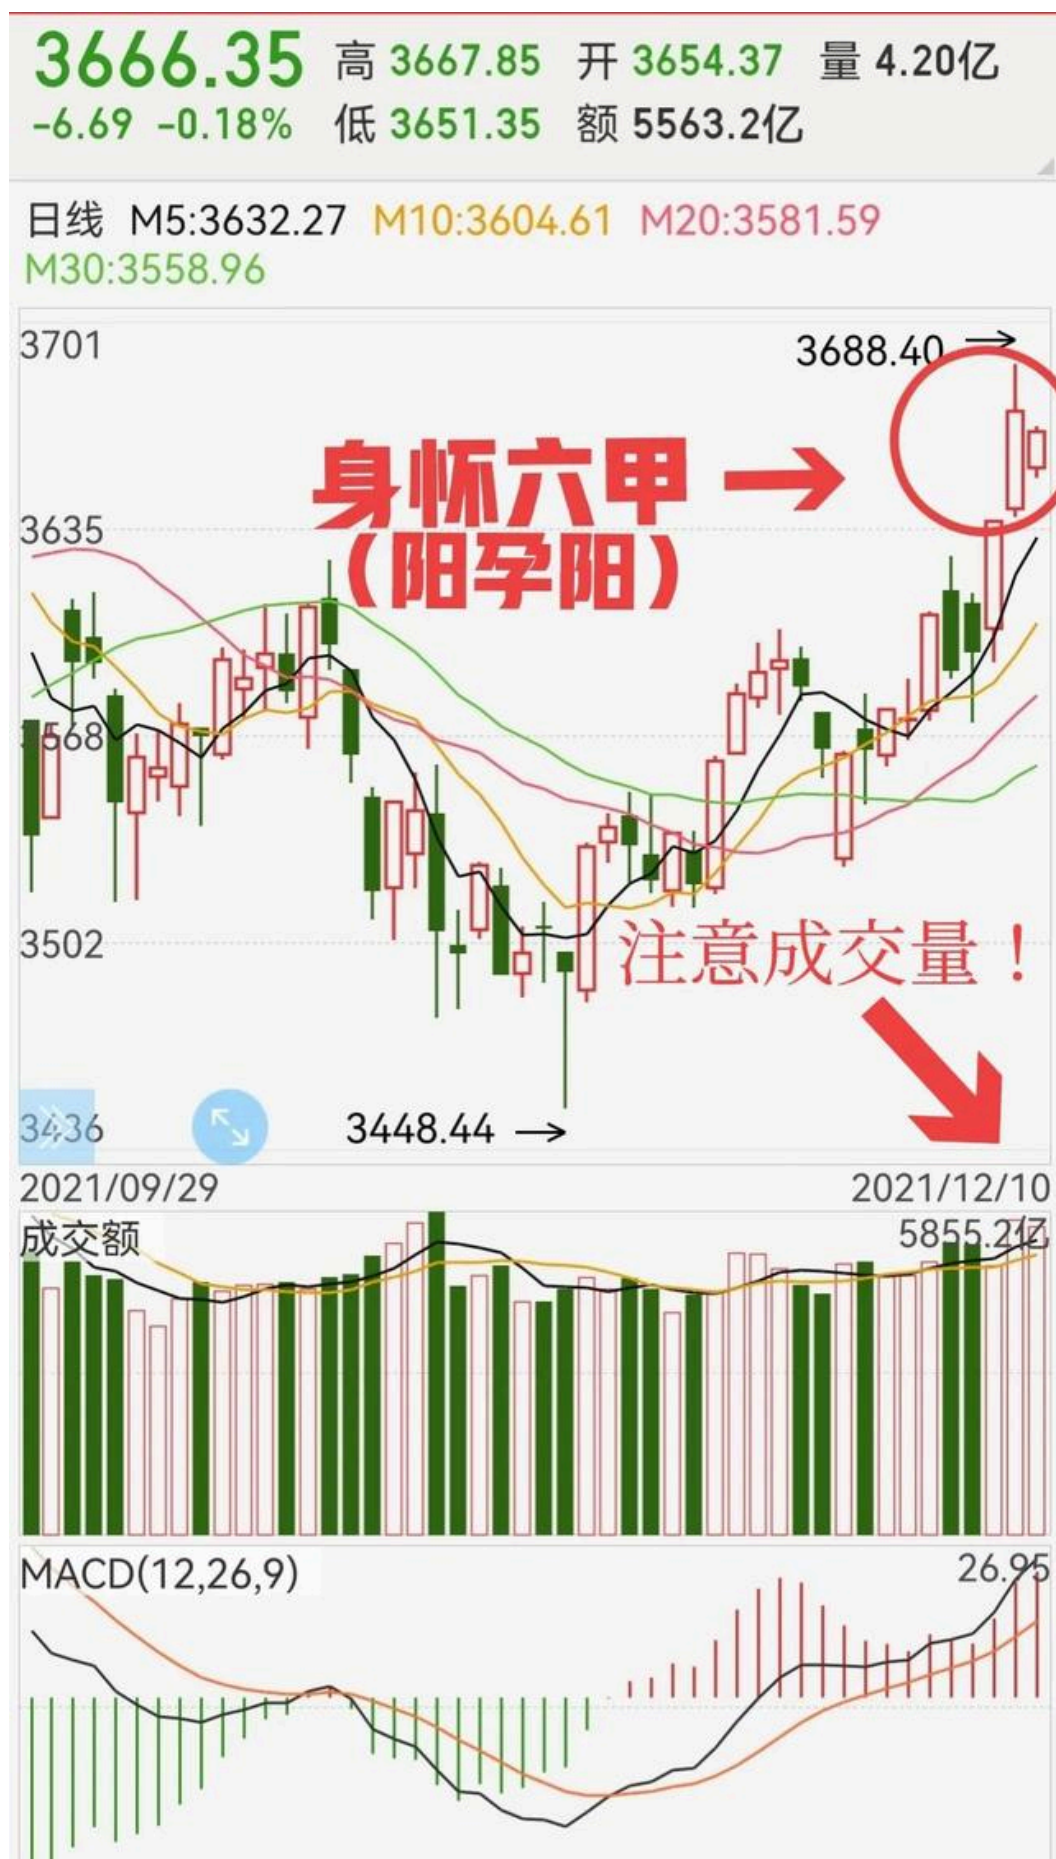 3666.35 高 3667.85 开 3654.37 量 4.20亿
-6.69 -0.18% 低 3651.35 额 5563.2亿
日线 M5:3632.27 M10:3604.61 M20:3581.59
M30:3558.96
3701
3688.40 →
身怀六甲 →
(阳孕阳)
3635
3568
3502
注意成交量！
3436
3448.44 →
2021/09/29 2021/12/10
成交额 5855.2亿
MACD(12,26,9) 26.95